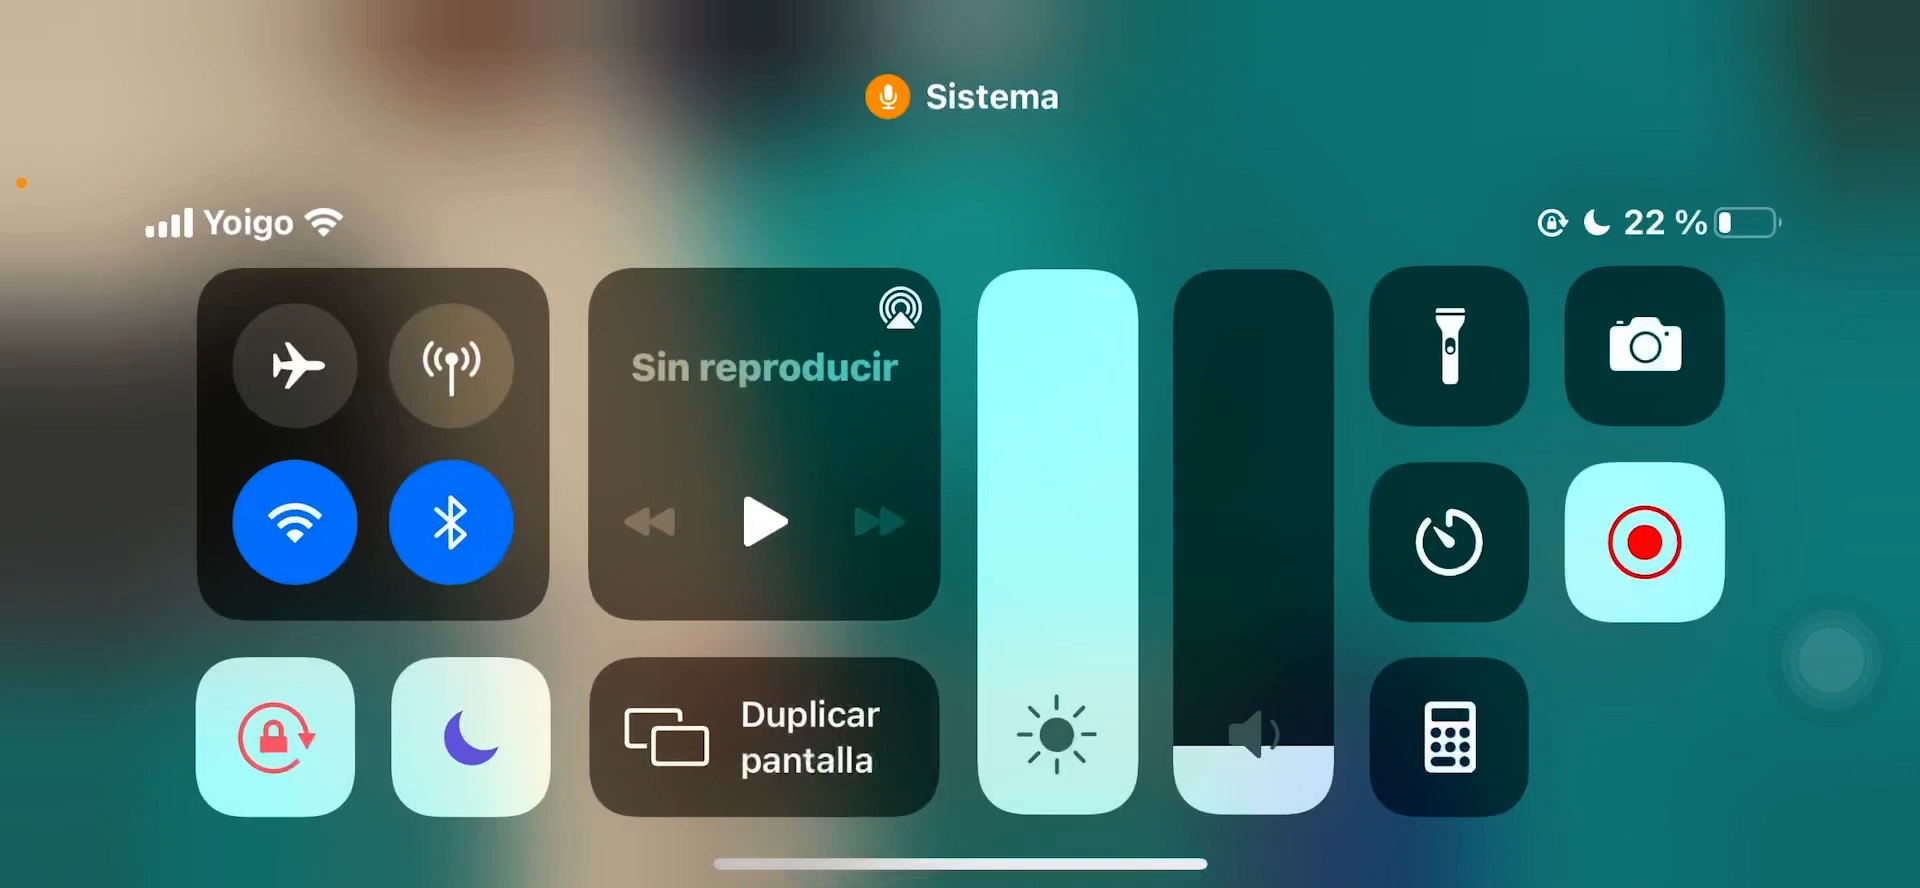 Sistema
Yoigo
22 %
Sin reproducir
Duplicar
pantalla